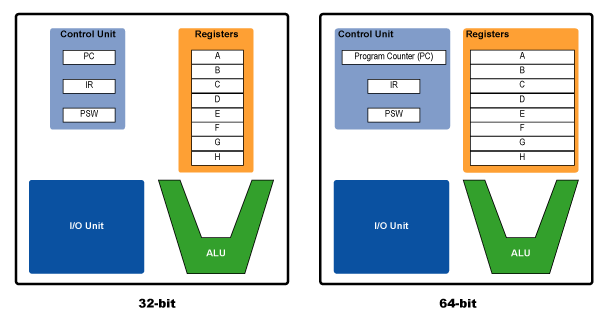 Control Unit
PC
IR
PSW
Registers
A
B
C
D
E
F
G
H
I/O Unit
ALU
32-bit
Control Unit
Program Counter (PC)
IR
PSW
Registers
A
B
C
D
E
F
G
H
I/O Unit
ALU
64-bit